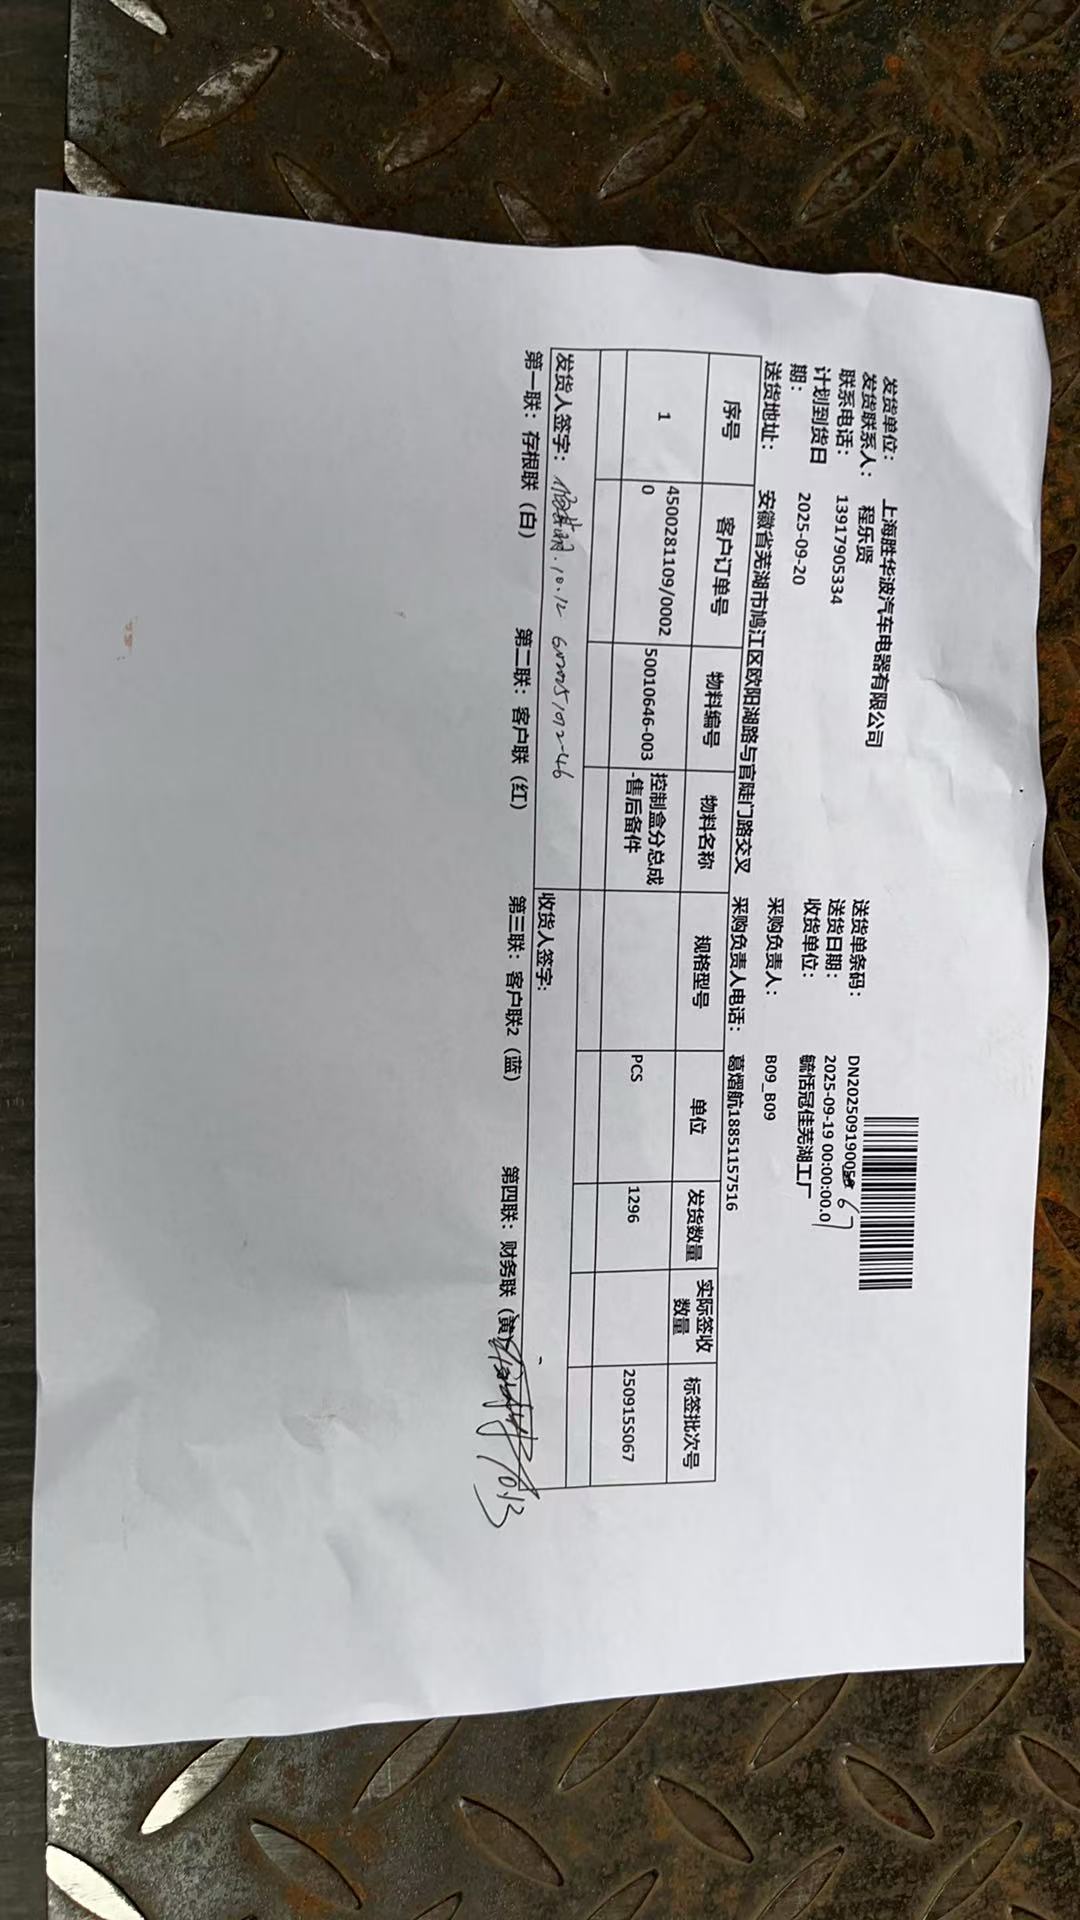 发货单位： 上海胜华波汽车电器有限公司
发货联系人： 程乐贤
联系电话： 13917905334
计划到货日期： 2025-09-20
送货地址： 安徽省芜湖市鸠江区欧阳湖路与官陡门路交叉
送货单条码： DN2025091900 67
送货日期： 2025-09-19 00:00:00.0
收货单位： 毓恬冠佳芜湖工厂
采购负责人： B09_B09
采购负责人电话： 葛熠航18851157516
序号 客户订单号 物料编号 物料名称 规格型号 单位 发货数量 实际签收数量 标签批次号
1 4500281109/00020 50010646-003 控制盒分总成-售后备件 PCS 1296 250915S067
发货人签字： 10.12
收货人签字： 10.13
第一联：存根联（白） 第二联：客户联（红） 第三联：客户联2（蓝） 第四联：财务联（黄）